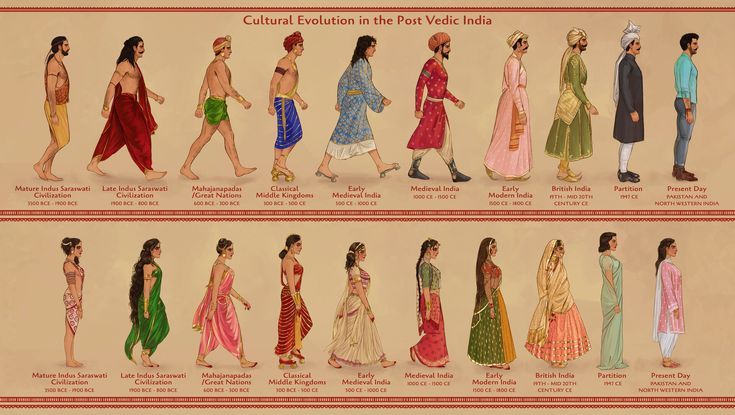 Cultural Evolution in the Post Vedic India
Mature Indus Saraswati
Civilization
3500 BCE - 1900 BCE
Late Indus Saraswati
Civilization
1900 BCE - 800 BCE
Mahajanapadas
/Great Nations
600 BCE - 300 BCE
Classical
Middle Kingdoms
300 BCE - 500 CE
Early
Medieval India
500 CE - 1000 CE
Medieval India
1000 CE - 1500 CE
Early
Modern India
1500 CE - 1800 CE
British India
19TH - MID 20TH
CENTURY CE
Partition
1947 CE
Present Day
PAKISTAN AND
NORTH WESTERN INDIA
Mature Indus Saraswati
Civilization
3500 BCE - 1900 BCE
Late Indus Saraswati
Civilization
1900 BCE - 800 BCE
Mahajanapadas
/Great Nations
600 BCE - 300 BCE
Classical
Middle Kingdoms
300 BCE - 500 CE
Early
Medieval India
500 CE - 1000 CE
Medieval India
1000 CE - 1500 CE
Early
Modern India
1500 CE - 1800 CE
British India
19TH - MID 20TH
CENTURY CE
Partition
1947 CE
Present Day
PAKISTAN AND
NORTH WESTERN INDIA